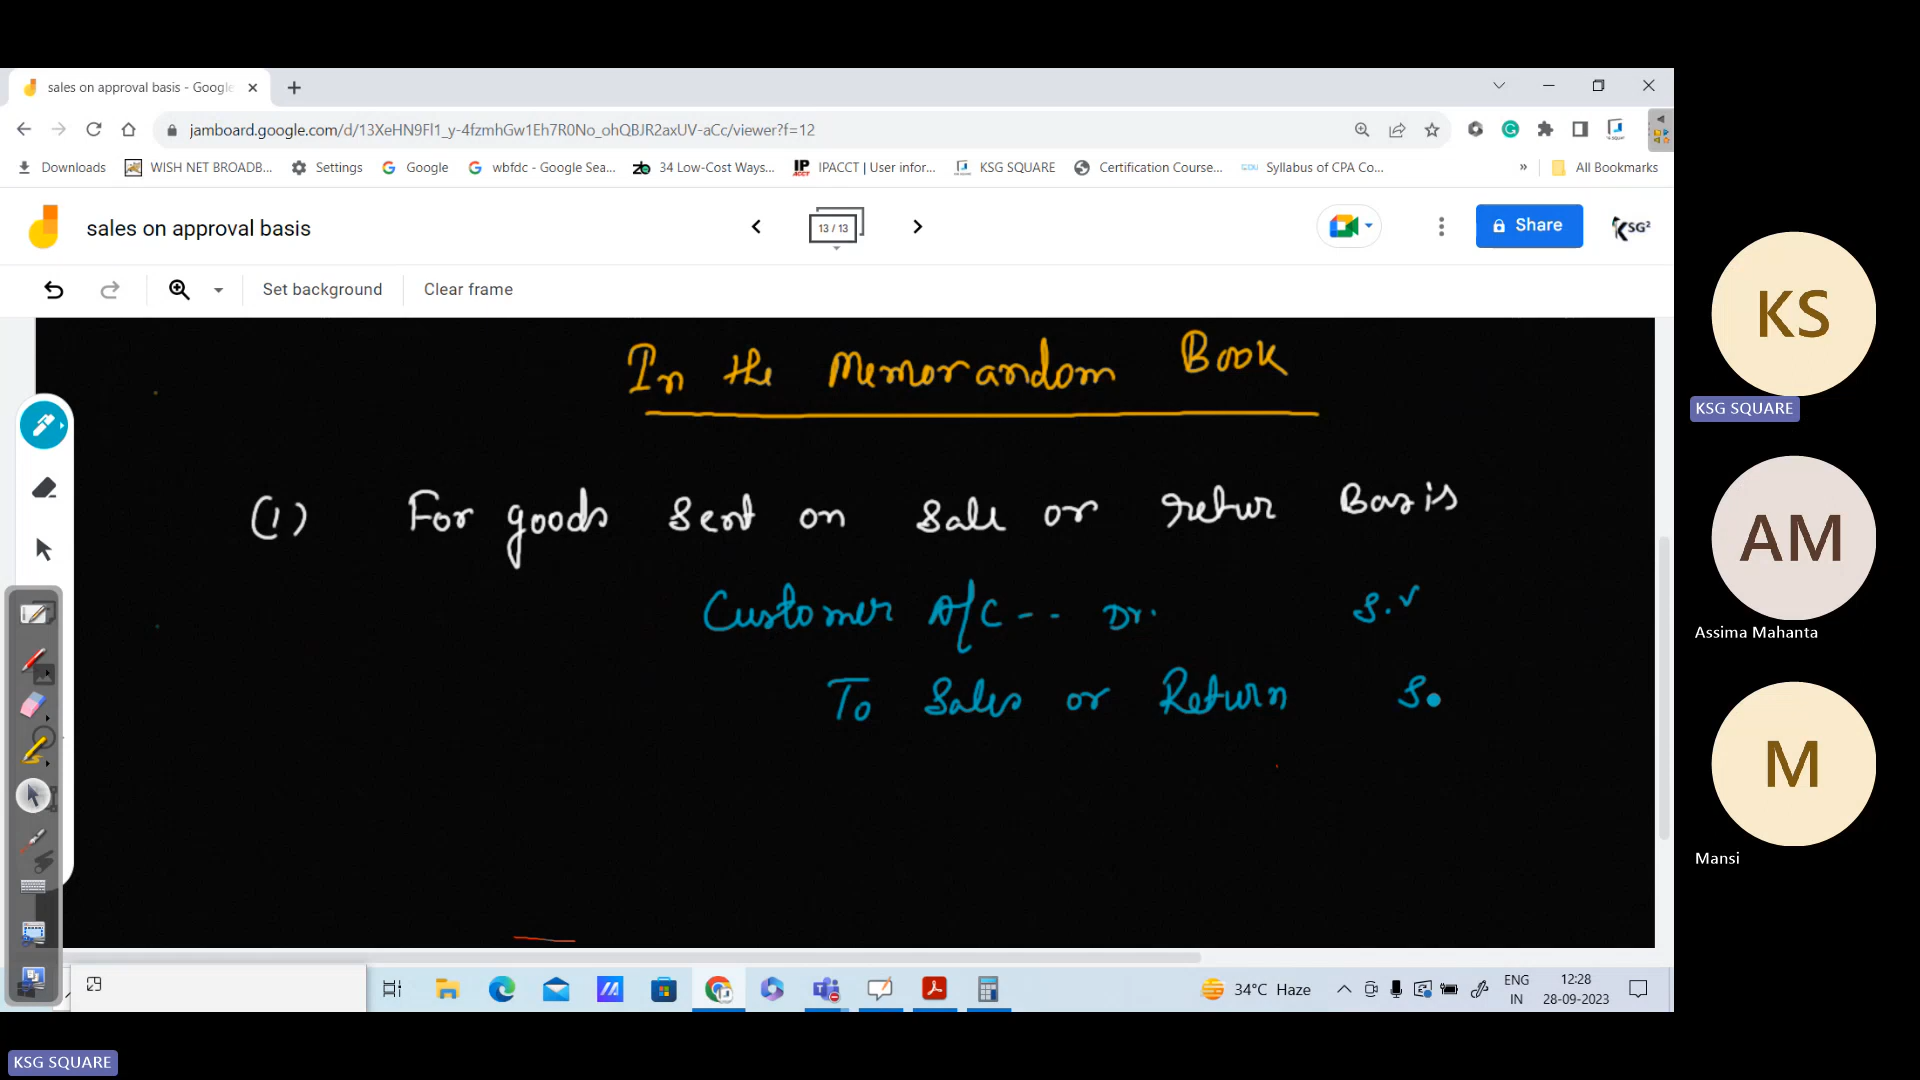 sales on approval basis - Google
jamboard.google.com/d/13XeHN9Fl1_y-4fzmhGw1Eh7R0No_ohQBJR2axUV-aCc/viewer?f=12
Downloads WISH NET BROADB... Settings Google wbfdc - Google Sea... 34 Low-Cost Ways... IPACCT | User infor... KSG SQUARE Certification Course... Syllabus of CPA Co... » All Bookmarks
sales on approval basis
13 / 13
Share
KSG²
Set background Clear frame
In the Memorandom Book
(1) For goods Sent on Sale or retur Basis
Customer A/C -- Dr. S.V
To Sales or Return S.
34°C Haze
ENG
IN
12:28
28-09-2023
KS
KSG SQUARE
AM
Assima Mahanta
M
Mansi
KSG SQUARE